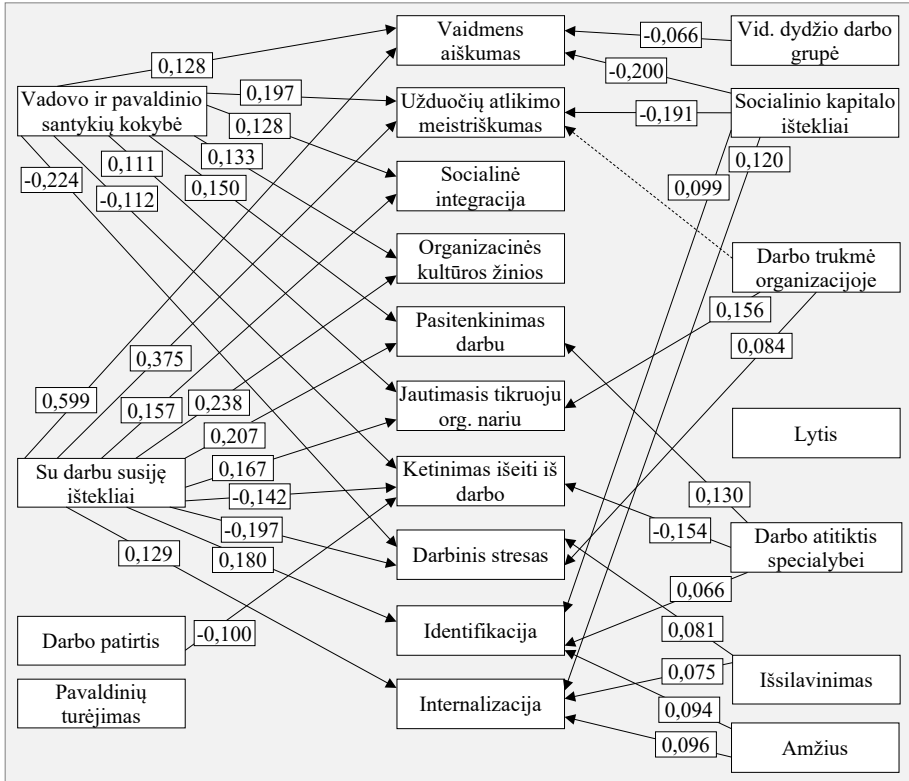 Vaidmens
aiškumas
-0,066
Vid. dydžio darbo
grupė
0,128
-0,200
Vadovo ir pavaldinio
santykių kokybė
0,197
Užduočių atlikimo
meistriškumas
-0,191
Socialinio kapitalo
ištekliai
0,128
0,133
0,111
0,120
-0,224
0,150
Socialinė
integracija
0,099
-0,112
Organizacinės
kultūros žinios
Darbo trukmė
organizacijoje
Pasitenkinimas
darbu
0,156
0,084
0,375
0,599
0,157
0,238
Jautimasis tikruoju
org. nariu
Lytis
0,207
Su darbu susiję
ištekliai
0,167
Ketinimas išeiti iš
darbo
-0,142
0,130
-0,197
-0,154
Darbo atitiktis
specialybei
0,129
0,180
Darbinis stresas
0,066
Darbo patirtis
-0,100
Identifikacija
0,081
0,075
Išsilavinimas
Pavaldinių
turėjimas
Internalizacija
0,094
0,096
Amžius